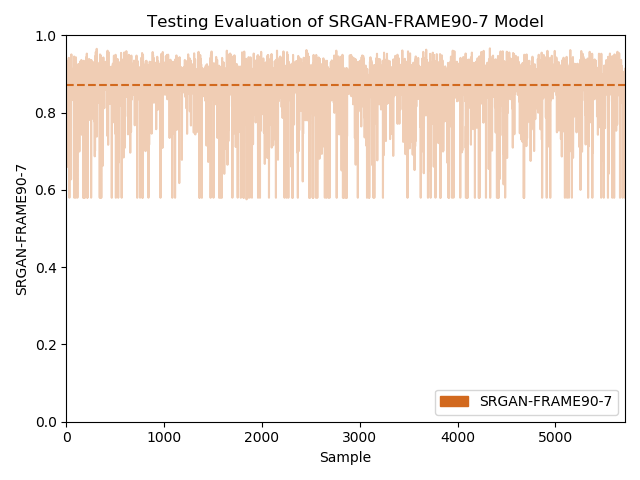 Testing Evaluation of SRGAN-FRAME90-7 Model
SRGAN-FRAME90-7
1.0
0.8
0.6
0.4
0.2
0.0
0 1000 2000 3000 4000 5000
Sample
SRGAN-FRAME90-7